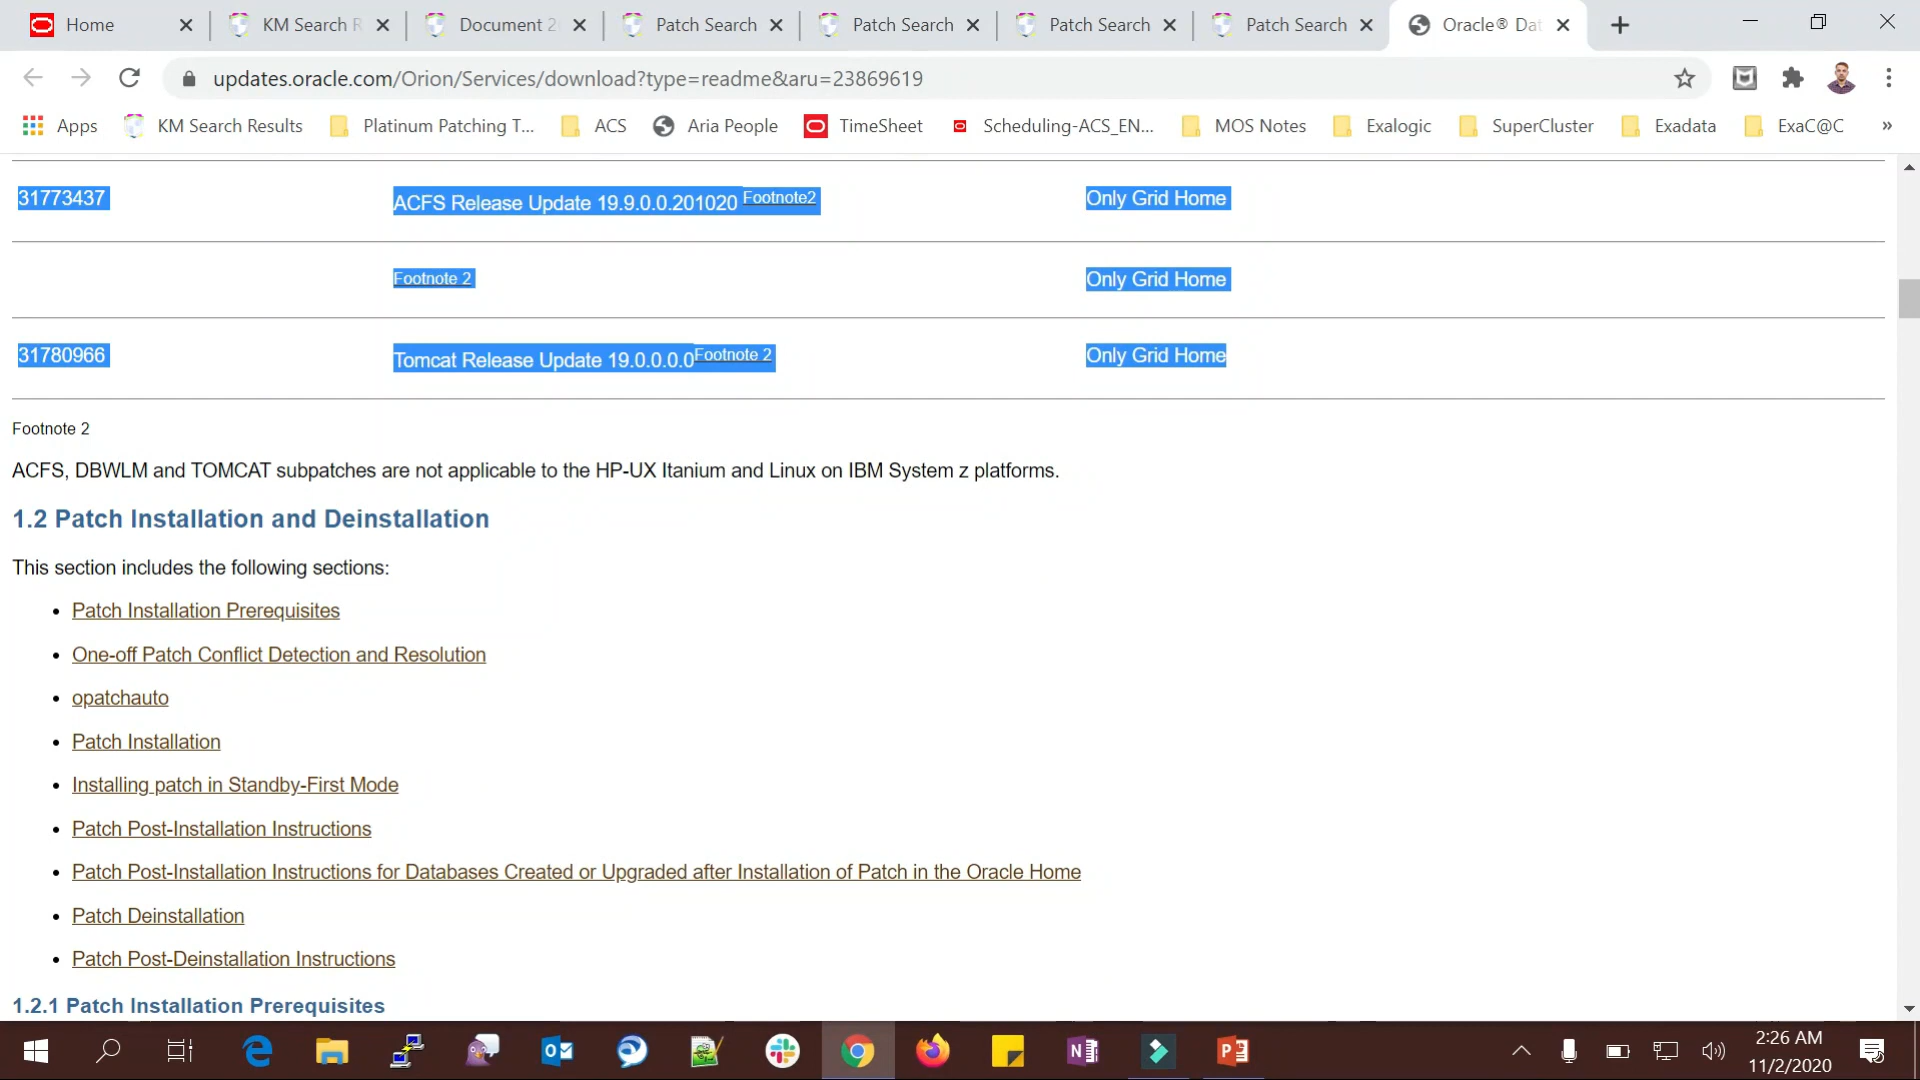 Home
KM Search R
Document 2
Patch Search
Patch Search
Patch Search
Patch Search
Oracle® Dat
updates.oracle.com/Orion/Services/download?type=readme&aru=23869619
Apps
KM Search Results
Platinum Patching T...
ACS
Aria People
TimeSheet
Scheduling-ACS_EN...
MOS Notes
Exalogic
SuperCluster
Exadata
ExaC@C
»
31773437 ACFS Release Update 19.9.0.0.201020 Footnote2 Only Grid Home
Footnote 2 Only Grid Home
31780966 Tomcat Release Update 19.0.0.0.0 Footnote 2 Only Grid Home
Footnote 2
ACFS, DBWLM and TOMCAT subpatches are not applicable to the HP-UX Itanium and Linux on IBM System z platforms.
1.2 Patch Installation and Deinstallation
This section includes the following sections:
• Patch Installation Prerequisites
• One-off Patch Conflict Detection and Resolution
• opatchauto
• Patch Installation
• Installing patch in Standby-First Mode
• Patch Post-Installation Instructions
• Patch Post-Installation Instructions for Databases Created or Upgraded after Installation of Patch in the Oracle Home
• Patch Deinstallation
• Patch Post-Deinstallation Instructions
1.2.1 Patch Installation Prerequisites
2:26 AM
11/2/2020